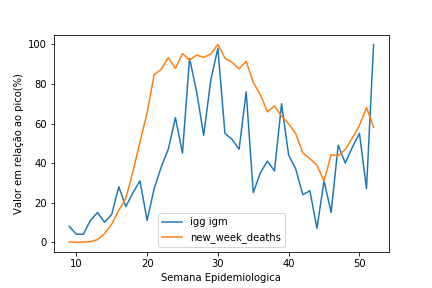 Valor em relação ao pico(%)
100
80
60
40
20
0
igg igm
new_week_deaths
10
20
30
40
50
Semana Epidemiologica